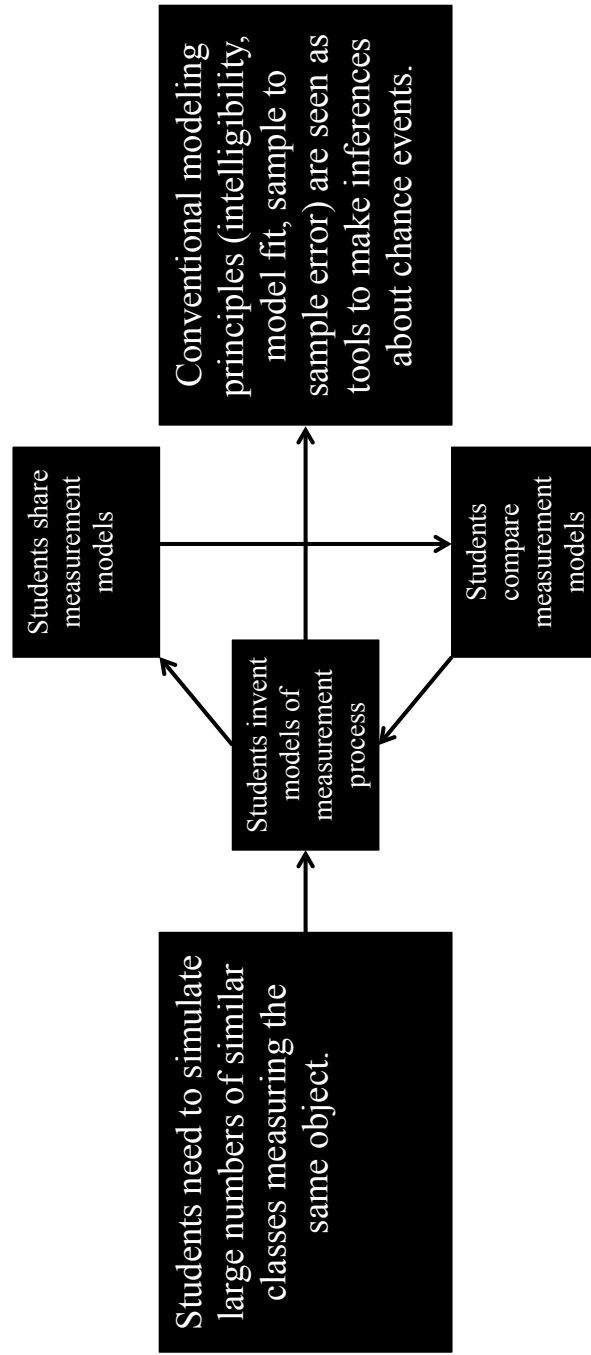 Students need to simulate
large numbers of similar
classes measuring the
same object.
Students invent
models of
measurement
process
Students share
measurement
models
Students
compare
measurement
models
Conventional modeling
principles (intelligibility,
model fit, sample to
sample error) are seen as
tools to make inferences
about chance events.